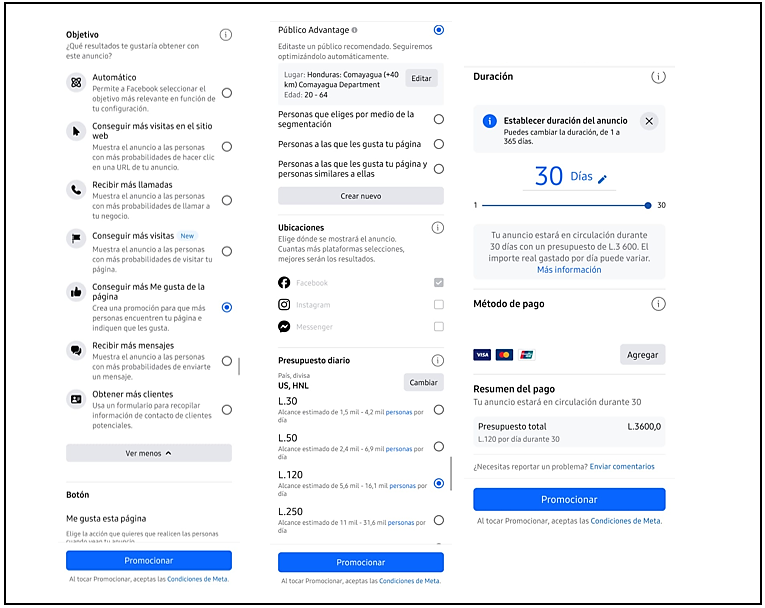 Objetivo
¿Qué resultados te gustaría obtener con
este anuncio?
Automático
Permite a Facebook seleccionar el
objetivo más relevante en función de
tu configuración.
Conseguir más visitas en el sitio
web
Muestra el anuncio a las personas
con más probabilidades de hacer clic
en una URL de tu anuncio.
Recibir más llamadas
Muestra el anuncio a las personas
con más probabilidades de llamar a
tu negocio.
Conseguir más visitas New
Muestra el anuncio a las personas
con más probabilidades de visitar tu
página.
Conseguir más Me gusta de la
página
Crea una promoción para que más
personas encuentren tu página e
indiquen que les gusta.
Recibir más mensajes
Muestra el anuncio a las personas
con más probabilidades de enviarte
un mensaje.
Obtener más clientes
Usa un formulario para recopilar
información de contacto de clientes
potenciales.
Ver menos
Botón
Me gusta esta página
Elige la acción que quieres que realicen las personas
cuando vean tu anuncio.
Promocionar
Al tocar Promocionar, aceptas las Condiciones de Meta.
Público Advantage
Editaste un público recomendado. Seguiremos
optimizándolo automáticamente.
Lugar: Honduras: Comayagua (+40
km) Comayagua Department
Edad: 20 - 64
Editar
Personas que eliges por medio de la
segmentación
Personas a las que les gusta tu página
Personas a las que les gusta tu página y
personas similares a ellas
Crear nuevo
Ubicaciones
Elige dónde se mostrará el anuncio.
Cuantas más plataformas selecciones,
mejores serán los resultados.
Facebook
Instagram
Messenger
Presupuesto diario
País, divisa
US, HNL
Cambiar
L.30
Alcance estimado de 1,5 mil - 4,2 mil personas por
día
L.50
Alcance estimado de 2,4 mil - 6,9 mil personas por
día
L.120
Alcance estimado de 5,6 mil - 16,1 mil personas por
día
L.250
Alcance estimado de 11 mil - 31,6 mil personas por
día
Promocionar
Al tocar Promocionar, aceptas las Condiciones de Meta.
Duración
Establecer duración del anuncio
Puedes cambiar la duración, de 1 a
365 días.
30 Días
1 30
Tu anuncio estará en circulación durante
30 días con un presupuesto de L.3 600. El
importe real gastado por día puede variar.
Más información
Método de pago
VISA
Agregar
Resumen del pago
Tu anuncio estará en circulación durante 30
Presupuesto total L.3600,0
L.120 por día durante 30
¿Necesitas reportar un problema? Enviar comentarios
Promocionar
Al tocar Promocionar, aceptas las Condiciones de Meta.